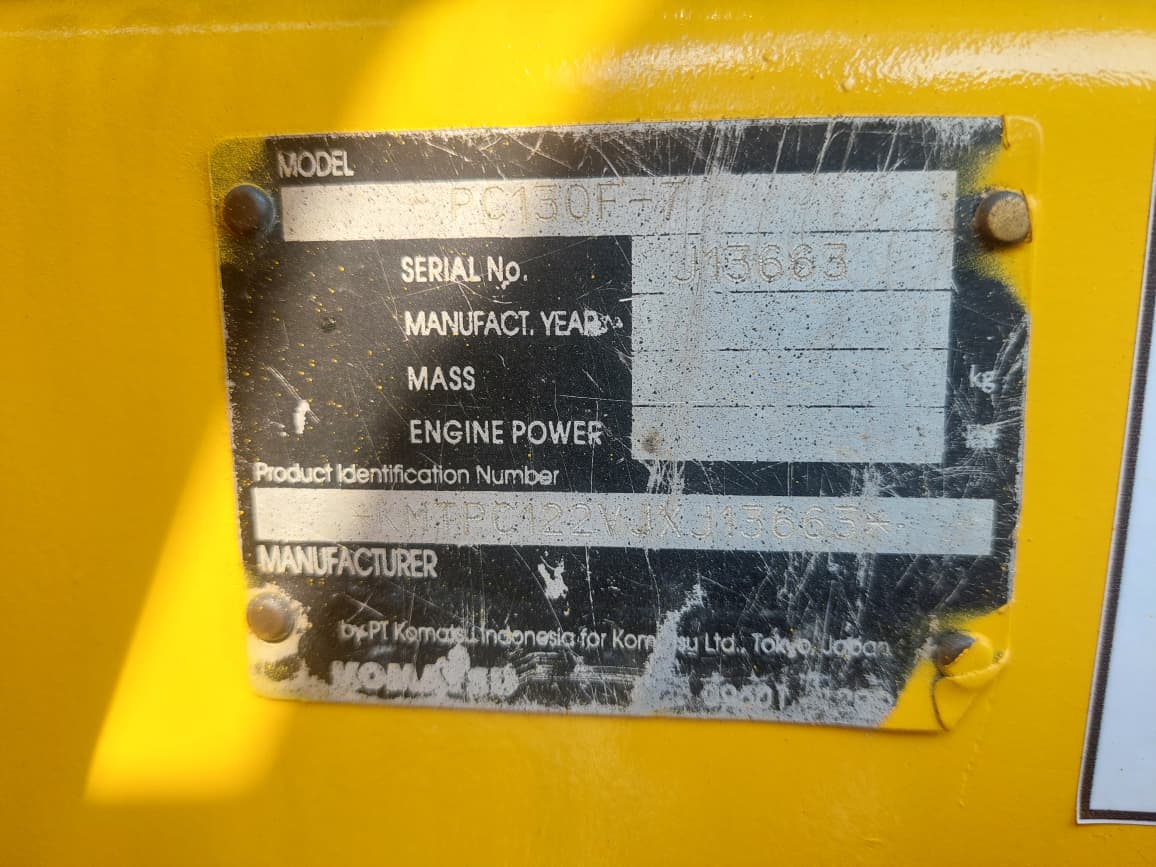 MODEL
PC130F-7
SERIAL No. J13663
MANUFACT. YEAR
MASS kg
ENGINE POWER
Product Identification Number
*KMTPC122VJXJ13663*
MANUFACTURER
by PT Komatsu Indonesia for Komatsu Ltd., Tokyo, Japan
KOMATSU